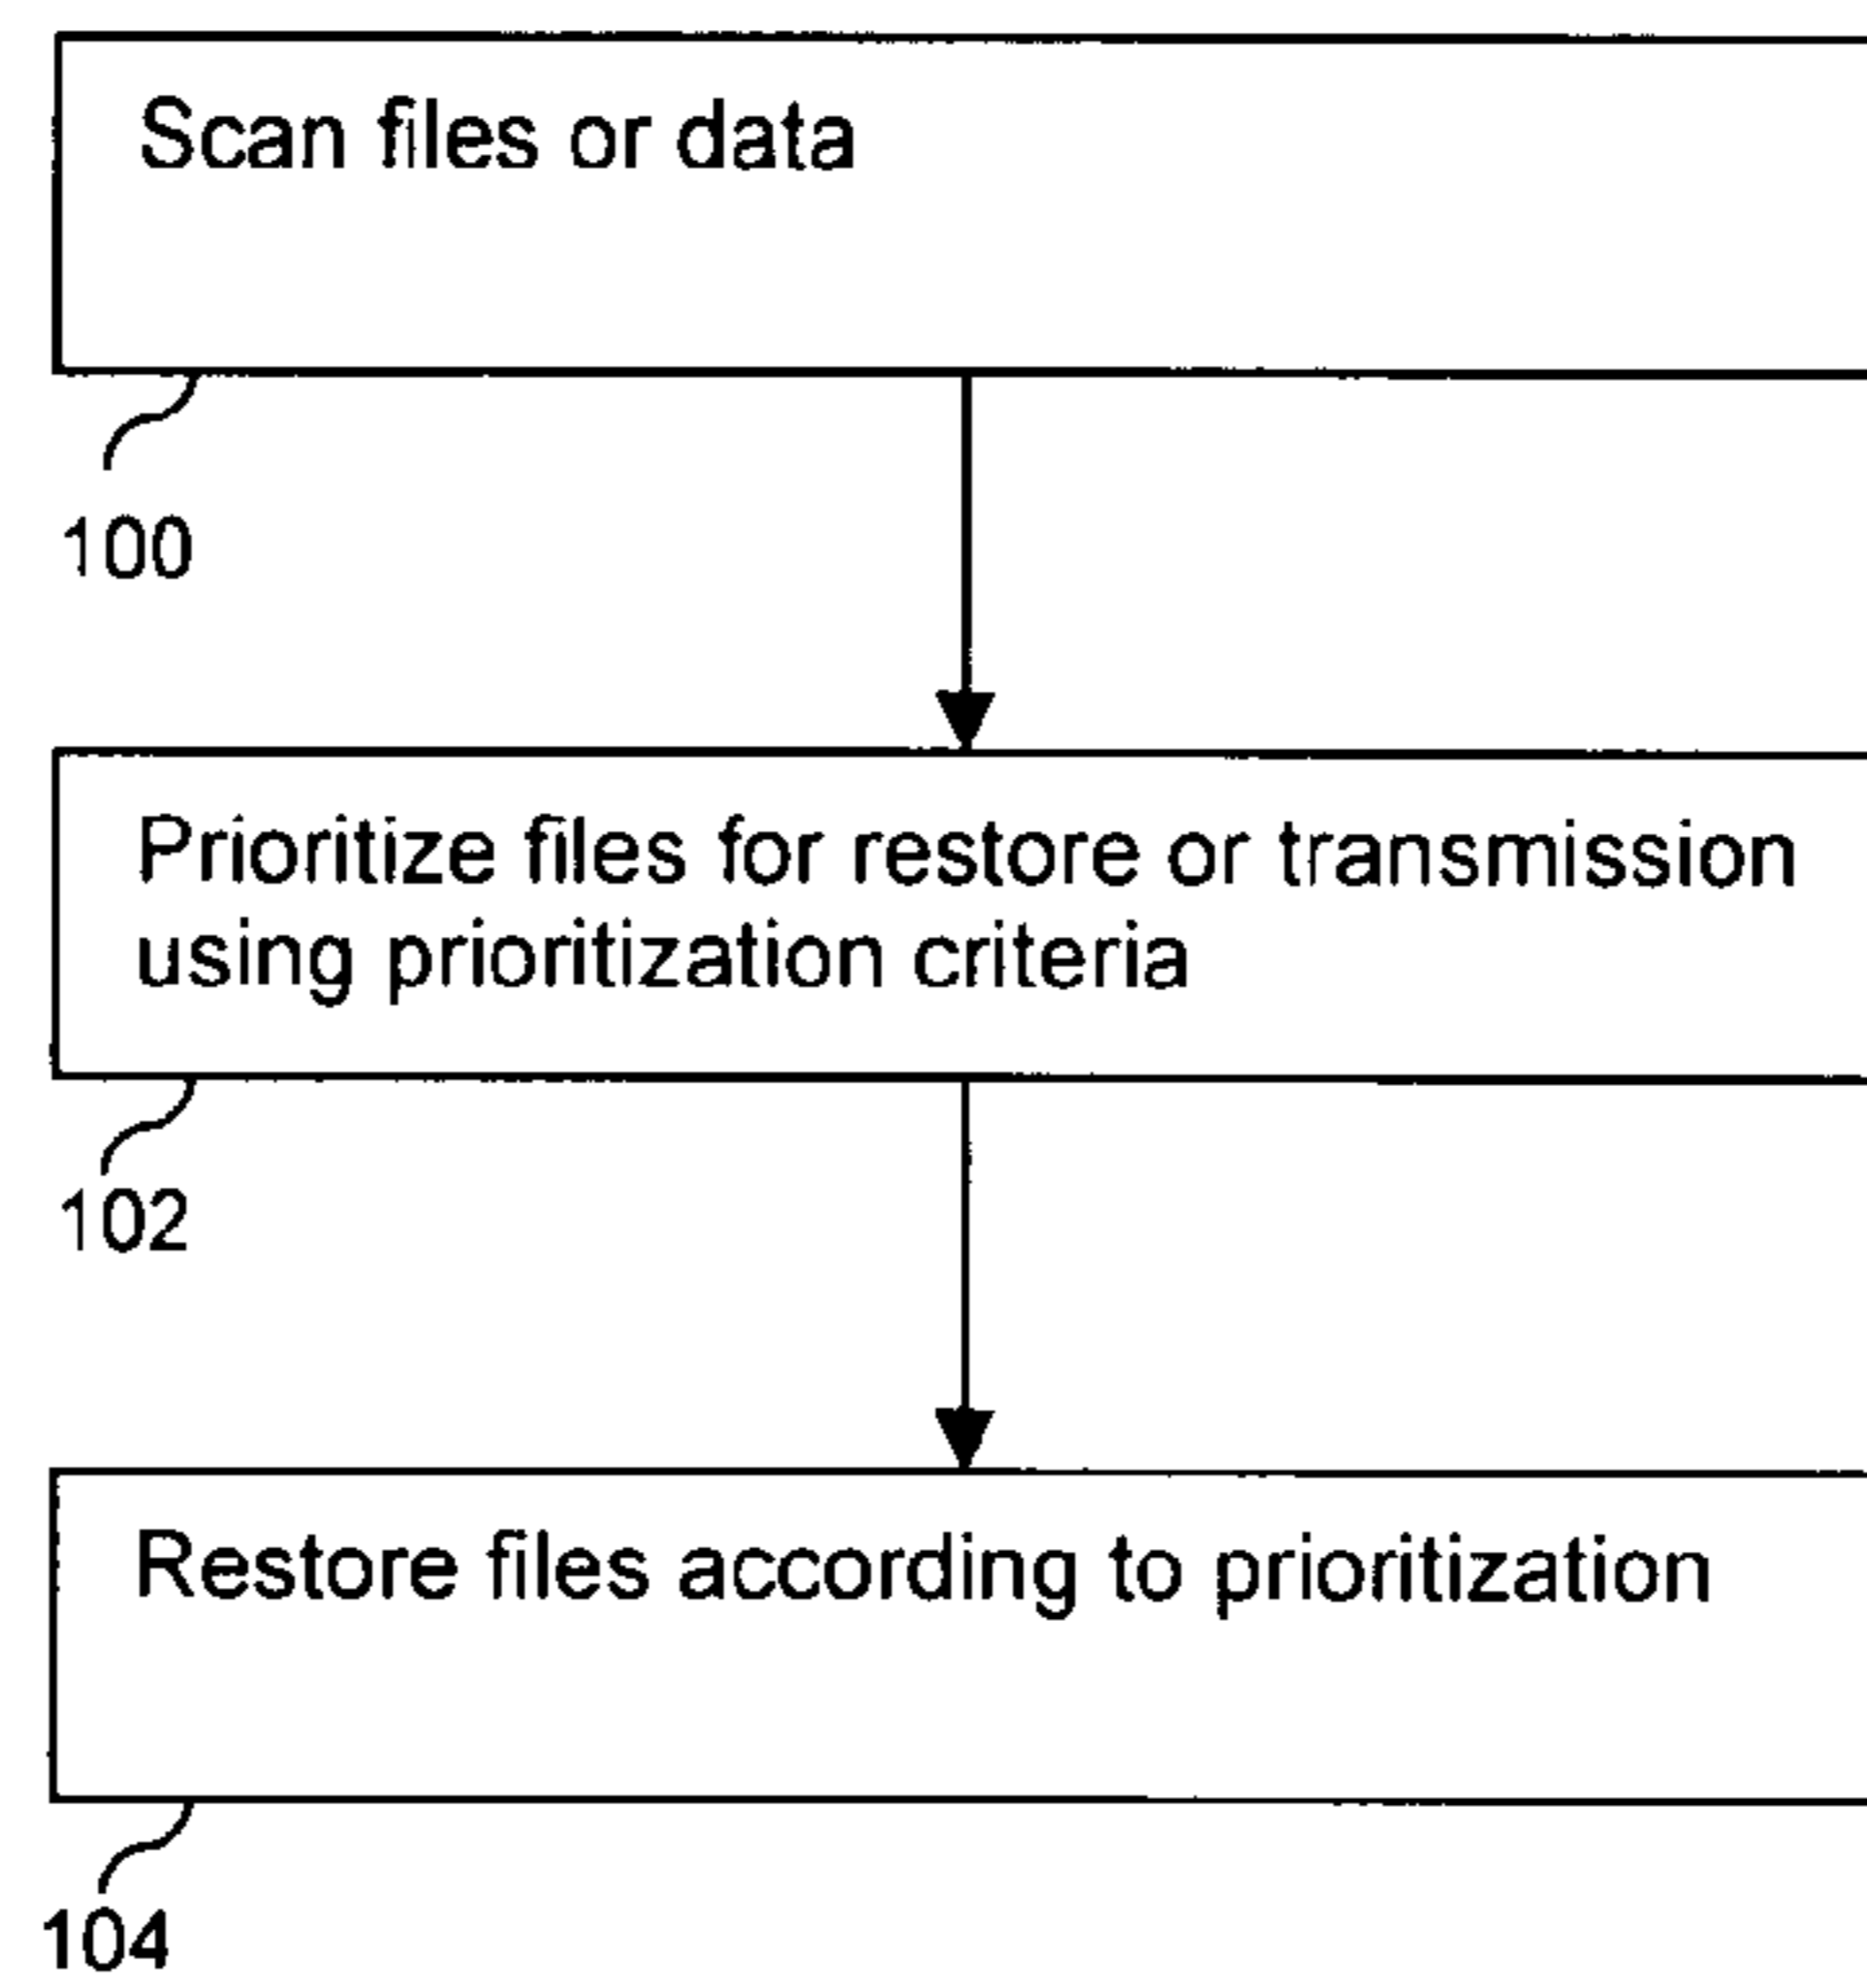 Scan files or data
100
Prioritize files for restore or transmission
using prioritization criteria
102
Restore files according to prioritization
104